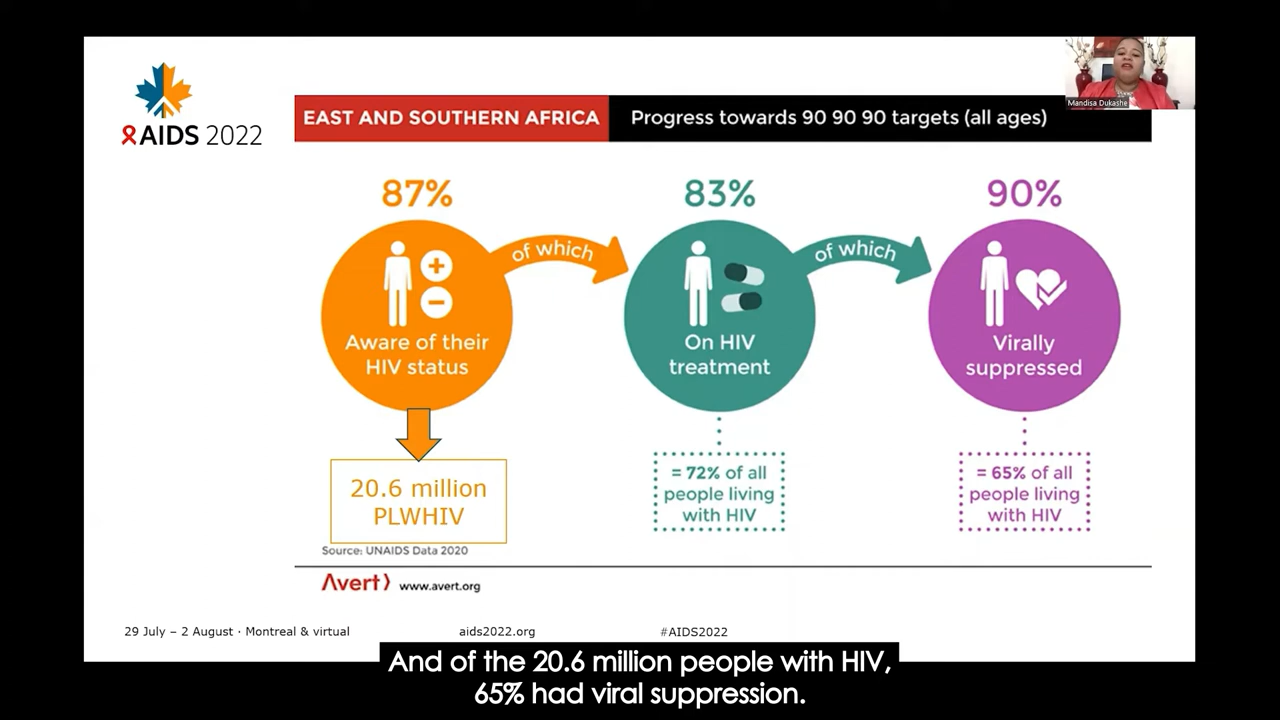 AIDS 2022
EAST AND SOUTHERN AFRICA
Progress towards 90 90 90 targets (all ages)
Mandisa Dukashe
87%
of which
83%
of which
90%
Aware of their
HIV status
On HIV
treatment
Virally
suppressed
20.6 million
PLWHIV
= 72% of all
people living
with HIV
= 65% of all
people living
with HIV
Source: UNAIDS Data 2020
Avert www.avert.org
29 July – 2 August · Montreal & virtual
aids2022.org
#AIDS2022
And of the 20.6 million people with HIV,
65% had viral suppression.